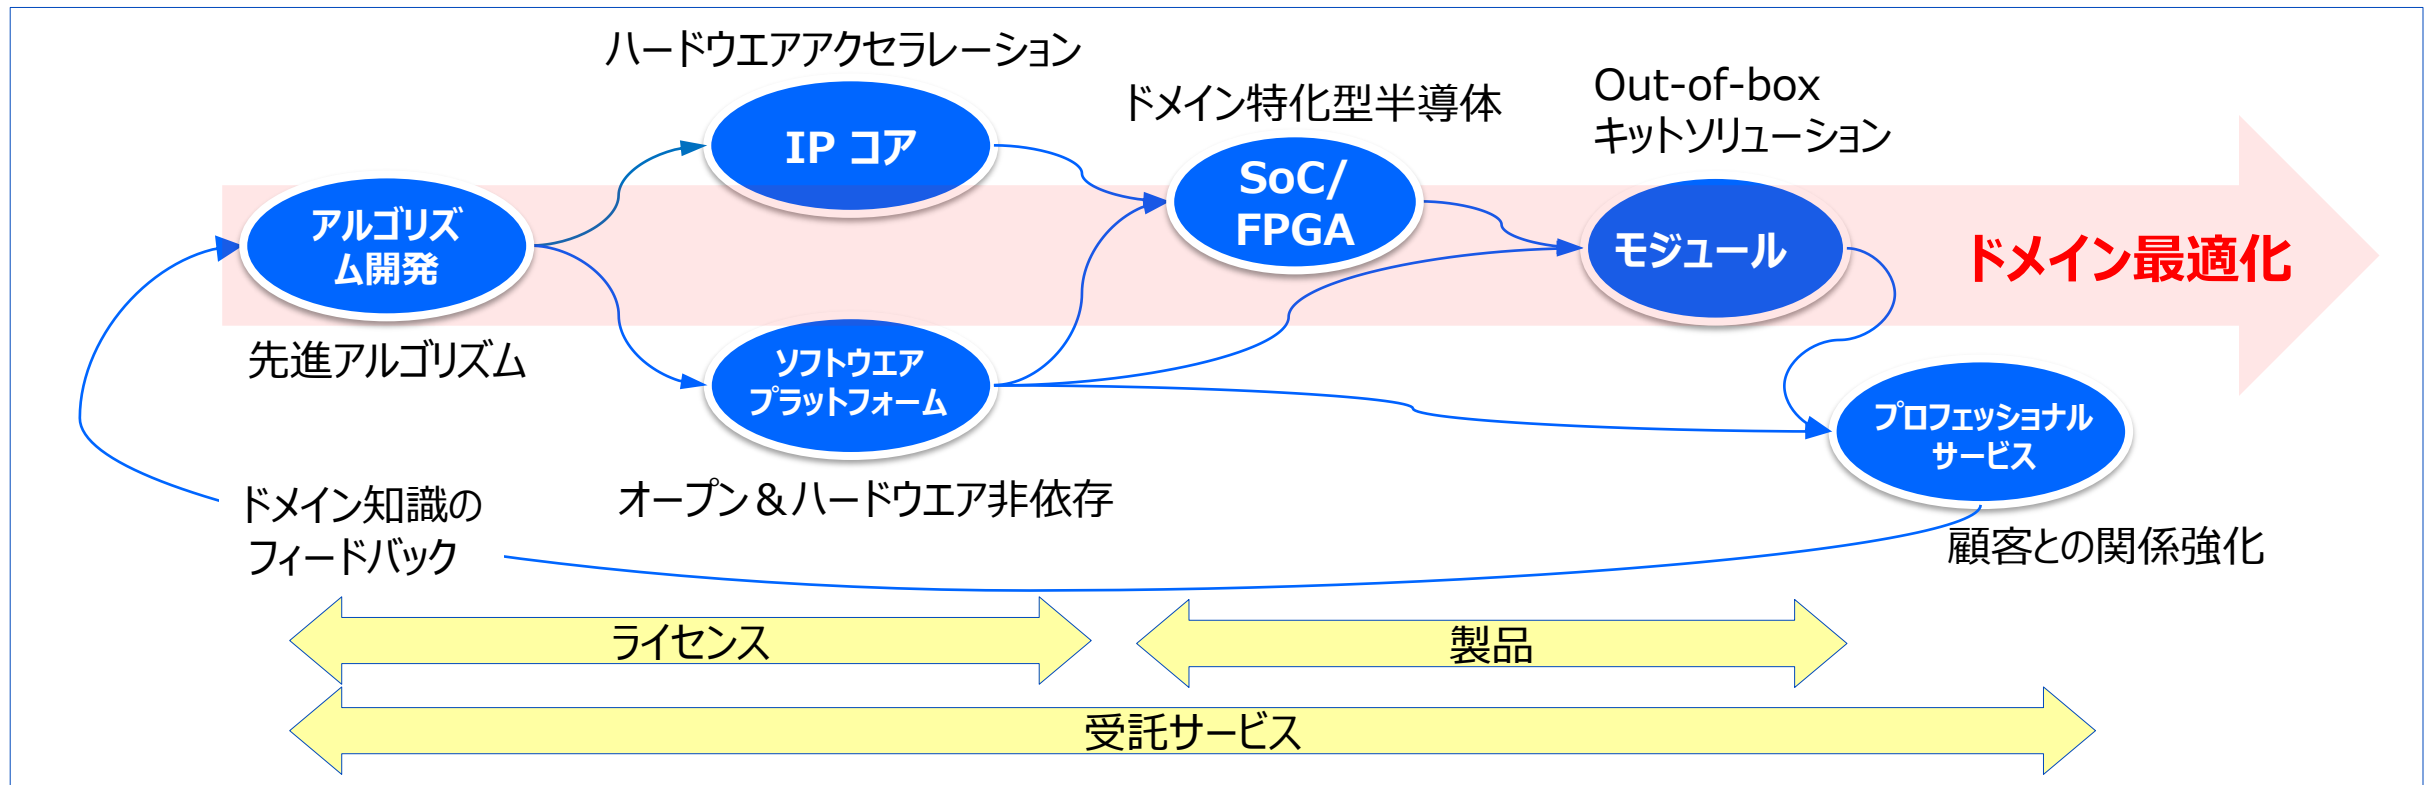 ハードウエアアクセラレーション
IP コア
ドメイン特化型半導体
SoC/
FPGA
Out-of-box
キットソリューション
モジュール
ドメイン最適化
アルゴリズ
ム開発
先進アルゴリズム
ソフトウエア
プラットフォーム
オープン＆ハードウエア非依存
プロフェッショナル
サービス
顧客との関係強化
ドメイン知識の
フィードバック
ライセンス
製品
受託サービス